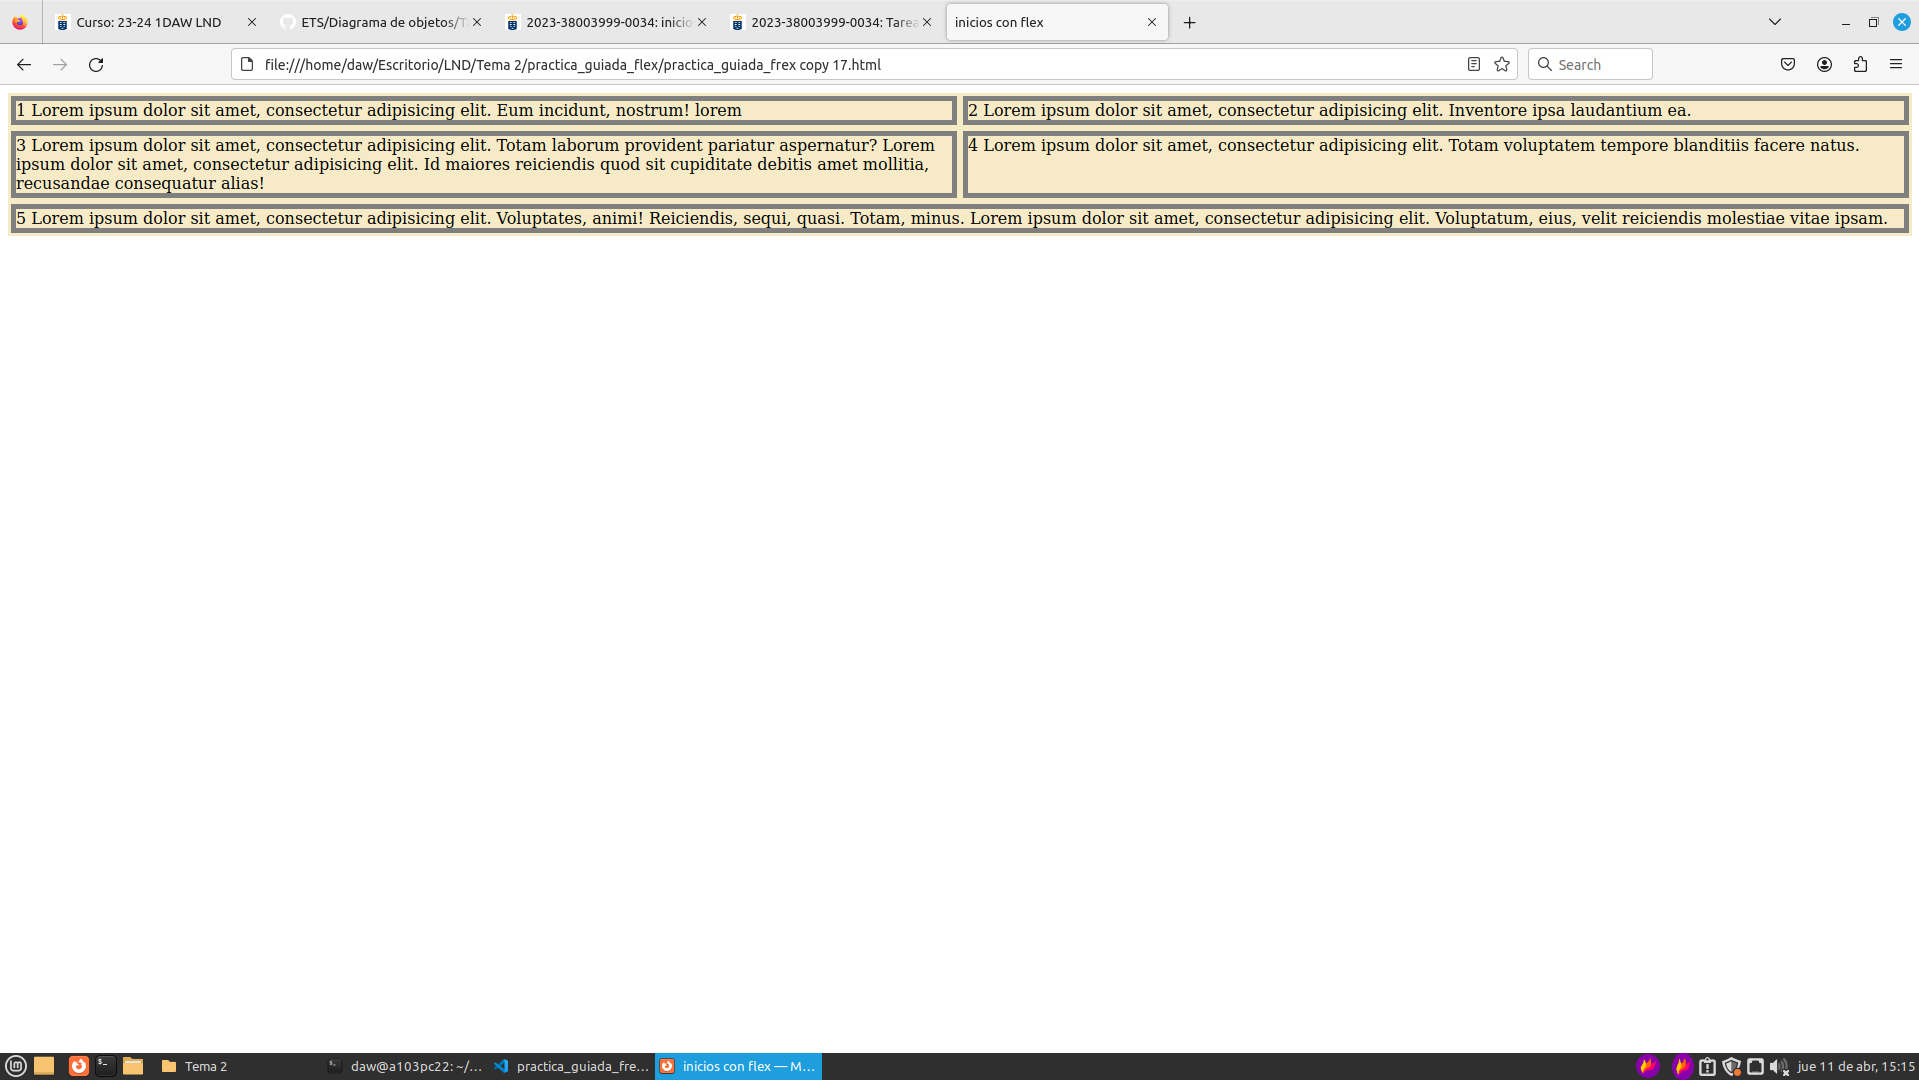 Curso: 23-24 1DAW LND
ETS/Diagrama de objetos/T
2023-38003999-0034: inicio
2023-38003999-0034: Tarea
inicios con flex
file:///home/daw/Escritorio/LND/Tema 2/practica_guiada_flex/practica_guiada_frex copy 17.html
Search
1 Lorem ipsum dolor sit amet, consectetur adipisicing elit. Eum incidunt, nostrum! lorem
2 Lorem ipsum dolor sit amet, consectetur adipisicing elit. Inventore ipsa laudantium ea.
3 Lorem ipsum dolor sit amet, consectetur adipisicing elit. Totam laborum provident pariatur aspernatur? Lorem
ipsum dolor sit amet, consectetur adipisicing elit. Id maiores reiciendis quod sit cupiditate debitis amet mollitia,
recusandae consequatur alias!
4 Lorem ipsum dolor sit amet, consectetur adipisicing elit. Totam voluptatem tempore blanditiis facere natus.
5 Lorem ipsum dolor sit amet, consectetur adipisicing elit. Voluptates, animi! Reiciendis, sequi, quasi. Totam, minus. Lorem ipsum dolor sit amet, consectetur adipisicing elit. Voluptatum, eius, velit reiciendis molestiae vitae ipsam.
Tema 2
daw@a103pc22: ~/...
practica_guiada_fre...
inicios con flex — M...
jue 11 de abr, 15:15